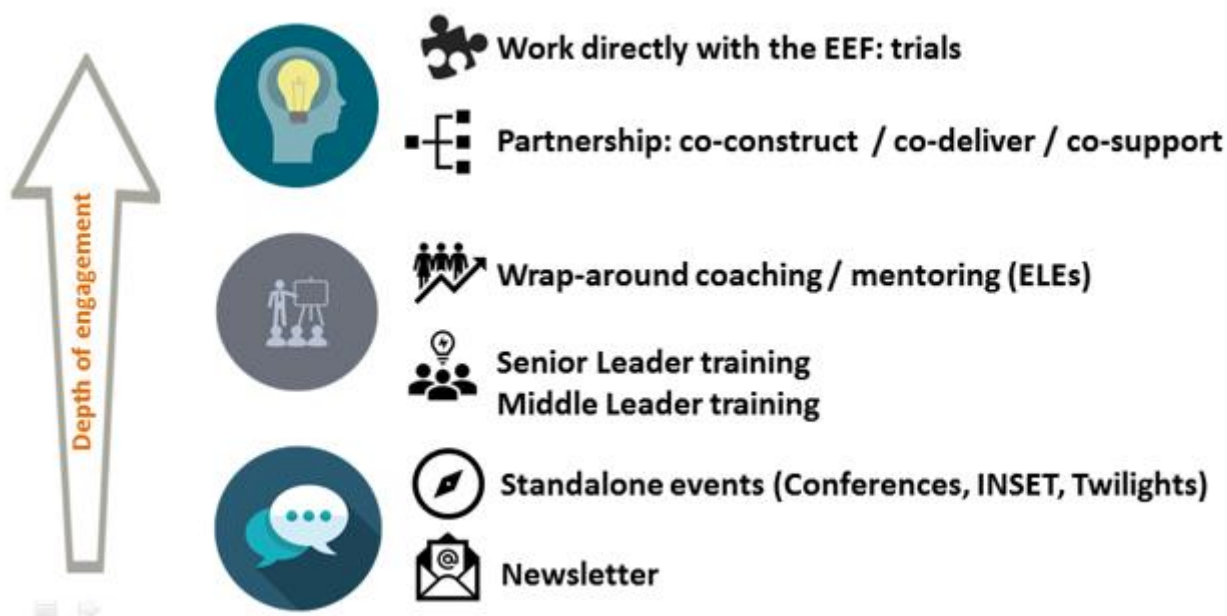 Depth of engagement
Work directly with the EEF: trials
Partnership: co-construct / co-deliver / co-support
Wrap-around coaching / mentoring (ELEs)
Senior Leader training
Middle Leader training
Standalone events (Conferences, INSET, Twilights)
@
Newsletter